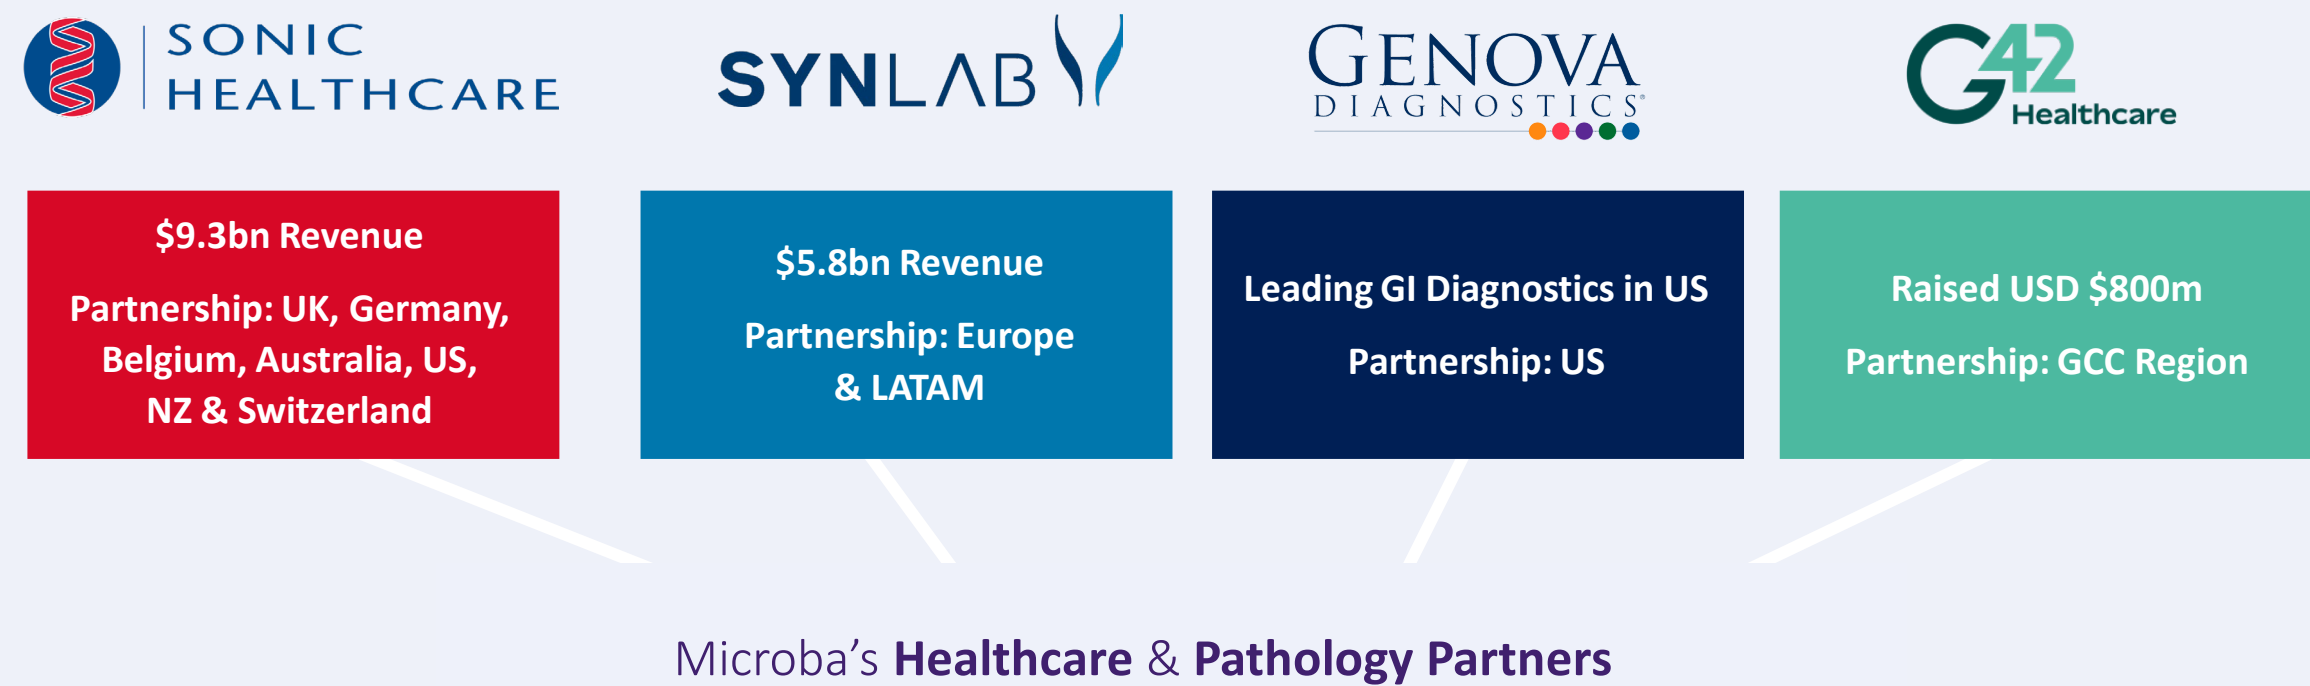 SONIC
HEALTHCARE
SYNLAB
GENOVA
DIAGNOSTICS®
G42
Healthcare
$9.3bn Revenue
Partnership: UK, Germany,
Belgium, Australia, US,
NZ & Switzerland
$5.8bn Revenue
Partnership: Europe
& LATAM
Leading GI Diagnostics in US
Partnership: US
Raised USD $800m
Partnership: GCC Region
Microba’s Healthcare & Pathology Partners